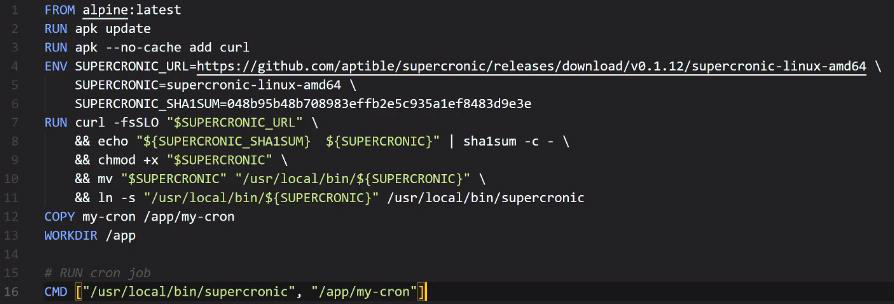 1 FROM alpine:latest
2 RUN apk update
3 RUN apk --no-cache add curl
4 ENV SUPERCRONIC_URL=https://github.com/aptible/supercronic/releases/download/v0.1.12/supercronic-linux-amd64 \
5     SUPERCRONIC=supercronic-linux-amd64 \
6     SUPERCRONIC_SHA1SUM=048b95b48b708983effb2e5c935a1ef8483d9e3e
7 RUN curl -fsSLO "$SUPERCRONIC_URL" \
8     && echo "${SUPERCRONIC_SHA1SUM}  ${SUPERCRONIC}" | sha1sum -c - \
9     && chmod +x "$SUPERCRONIC" \
10     && mv "$SUPERCRONIC" "/usr/local/bin/${SUPERCRONIC}" \
11     && ln -s "/usr/local/bin/${SUPERCRONIC}" /usr/local/bin/supercronic
12 COPY my-cron /app/my-cron
13 WORKDIR /app
14
15 # RUN cron job
16 CMD ["/usr/local/bin/supercronic", "/app/my-cron"]